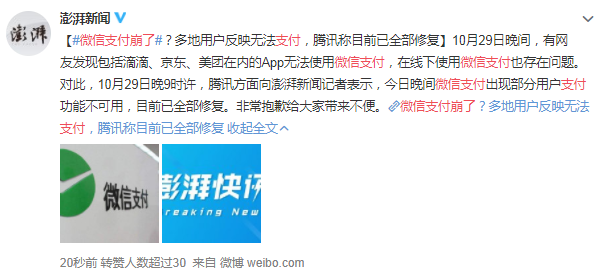 澎湃
澎湃新闻
【#微信支付崩了#？多地用户反映无法支付，腾讯称目前已全部修复】10月29日晚间，有网
友发现包括滴滴、京东、美团在内的App无法使用微信支付，在线下使用微信支付也存在问题。
对此，10月29日晚9时许，腾讯方面向澎湃新闻记者表示，今日晚间微信支付出现部分用户支付
功能不可用，目前已全部修复。非常抱歉给大家带来不便。微信支付崩了？多地用户反映无法
支付，腾讯称目前已全部修复 收起全文
微信支付
澎湃快讯
reaking New
20秒前 转赞人数超过30 来自 微博 weibo.com